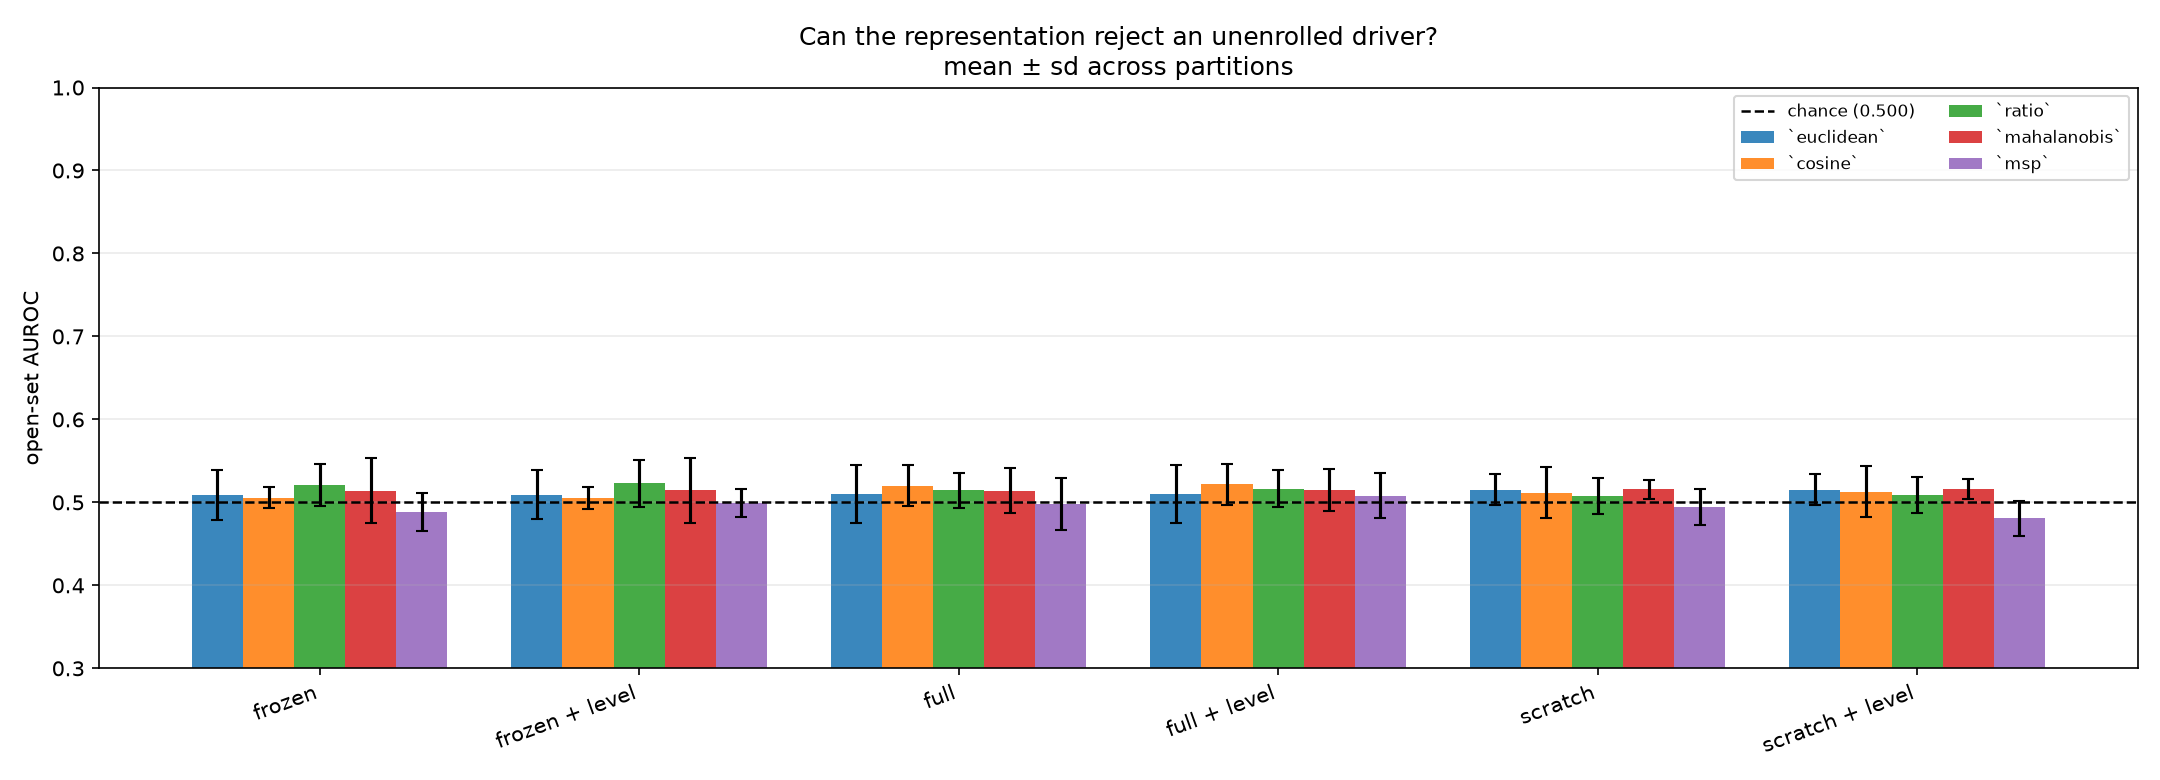 Can the representation reject an unenrolled driver?
mean ± sd across partitions
open-set AUROC
1.0
0.9
0.8
0.7
0.6
0.5
0.4
0.3
chance (0.500)
`euclidean`
`cosine`
`ratio`
`mahalanobis`
`msp`
frozen
frozen + level
full
full + level
scratch
scratch + level